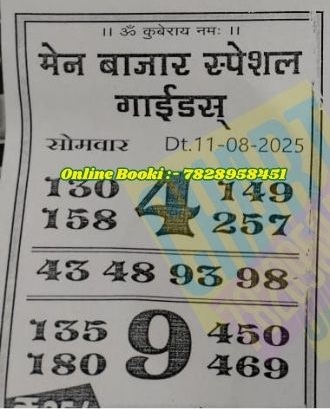 ।। ॐ कुबेराय नमः ।।
मेन बाजार स्पेशल
गाईडस्
सोमवार Dt.11-08-2025
Online Booki :- 7828958451
130 4 149
158 257
43 48 93 98
135 9 450
180 469